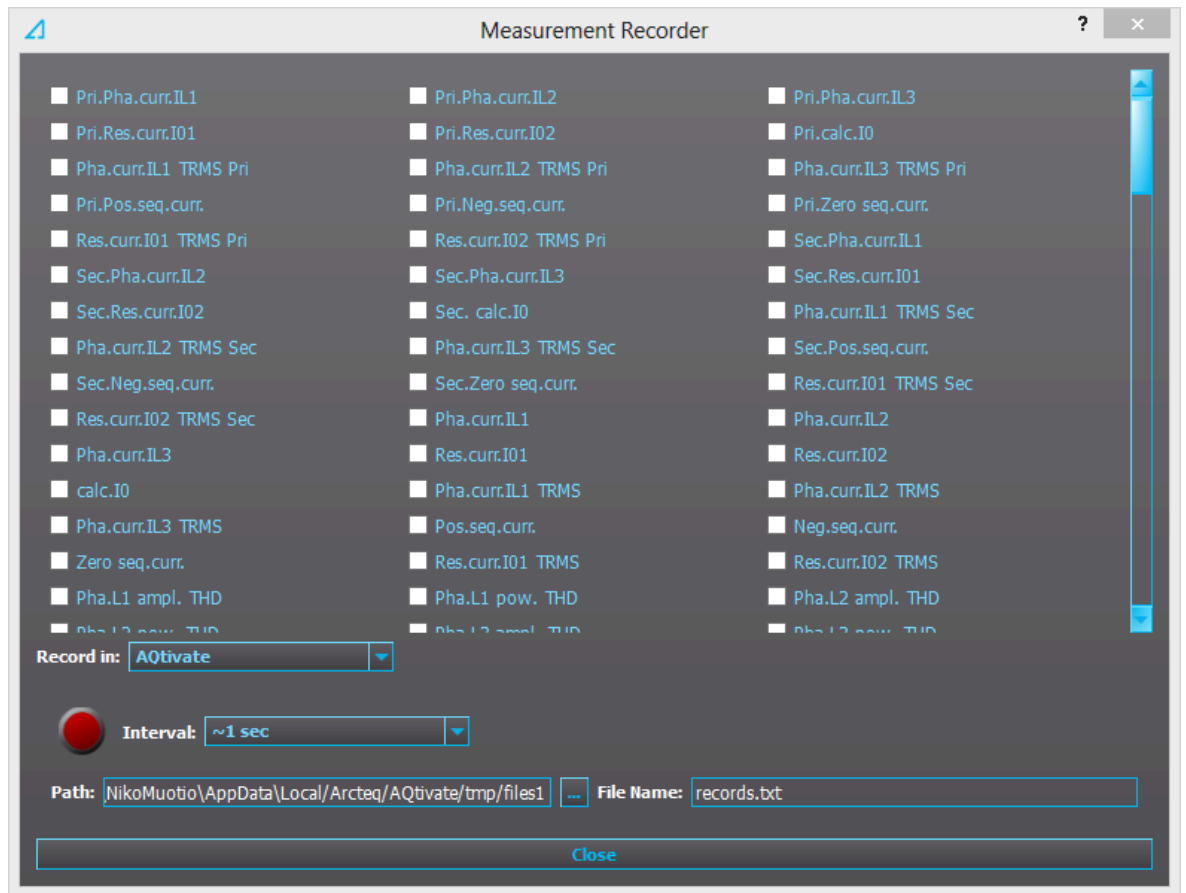 Measurement Recorder ?
Pri.Pha.curr.IL1 Pri.Pha.curr.IL2 Pri.Pha.curr.IL3
Pri.Res.curr.I01 Pri.Res.curr.I02 Pri.calc.I0
Pha.curr.IL1 TRMS Pri Pha.curr.IL2 TRMS Pri Pha.curr.IL3 TRMS Pri
Pri.Pos.seq.curr. Pri.Neg.seq.curr. Pri.Zero seq.curr.
Res.curr.I01 TRMS Pri Res.curr.I02 TRMS Pri Sec.Pha.curr.IL1
Sec.Pha.curr.IL2 Sec.Pha.curr.IL3 Sec.Res.curr.I01
Sec.Res.curr.I02 Sec. calc.I0 Pha.curr.IL1 TRMS Sec
Pha.curr.IL2 TRMS Sec Pha.curr.IL3 TRMS Sec Sec.Pos.seq.curr.
Sec.Neg.seq.curr. Sec.Zero seq.curr. Res.curr.I01 TRMS Sec
Res.curr.I02 TRMS Sec Pha.curr.IL1 Pha.curr.IL2
Pha.curr.IL3 Res.curr.I01 Res.curr.I02
calc.I0 Pha.curr.IL1 TRMS Pha.curr.IL2 TRMS
Pha.curr.IL3 TRMS Pos.seq.curr. Neg.seq.curr.
Zero seq.curr. Res.curr.I01 TRMS Res.curr.I02 TRMS
Pha.L1 ampl. THD Pha.L1 pow. THD Pha.L2 ampl. THD
Record in: AQtivate
Interval: ~1 sec
Path: NikoMuotio\AppData\Local/Arcteq/AQtivate/tmp/files1 ... File Name: records.txt
Close